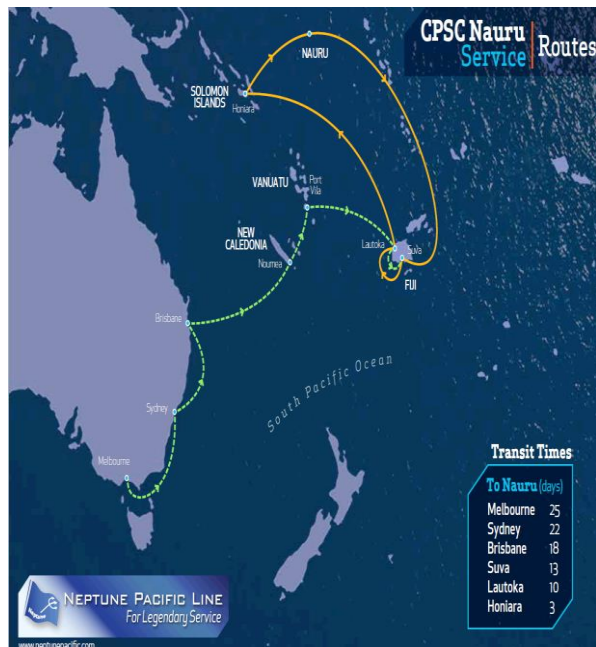 CPSC Nauru
Service
Routes
NAURU
SOLOMON
ISLANDS
Honiara
VANUATU
Port
Villa
NEW
CALEDONIA
Noumea
Lautoka
Suva
FIJI
Brisbane
Sydney
Melbourne
South Pacific Ocean
Transit Times
To Nauru (days)
Melbourne 25
Sydney 22
Brisbane 18
Suva 13
Lautoka 10
Honiara 3
Neptune
NEPTUNE PACIFIC LINE
For Legendary Service
www.neptunepacific.com